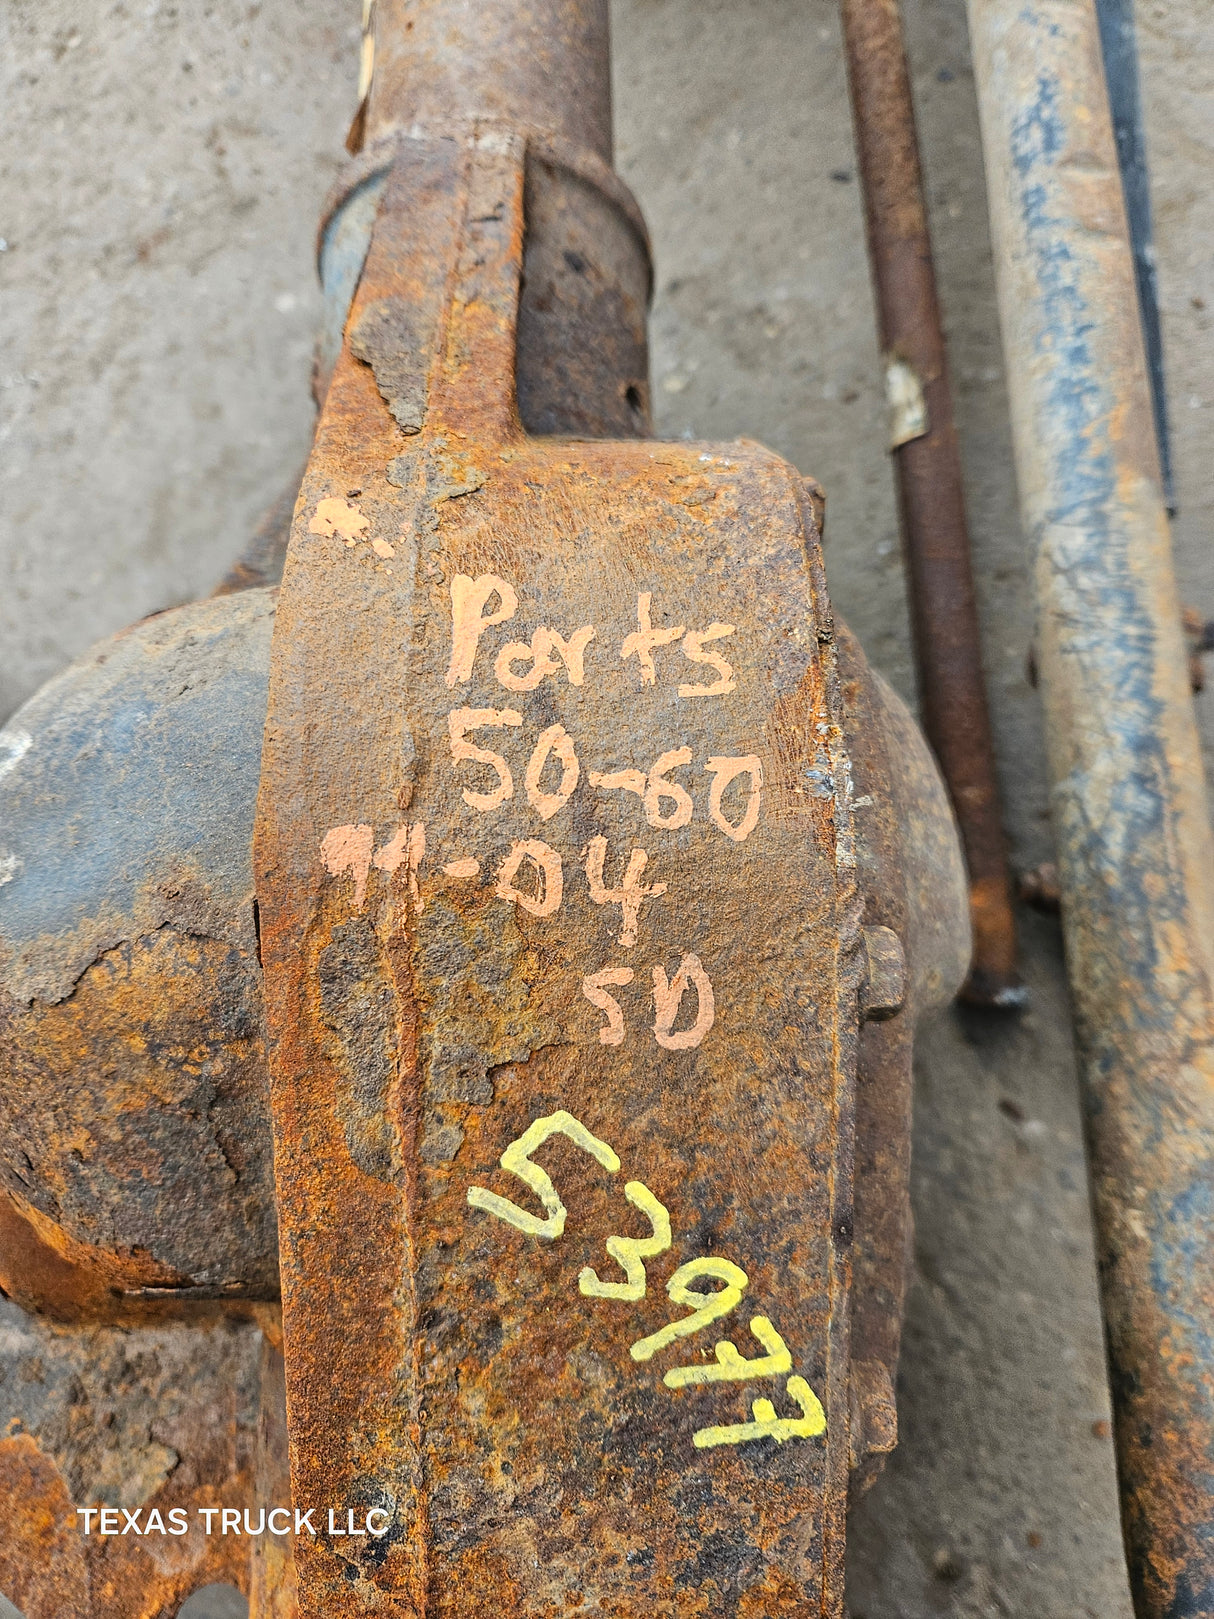 Parts
50-60
99-04
SD
53977
TEXAS TRUCK LLC